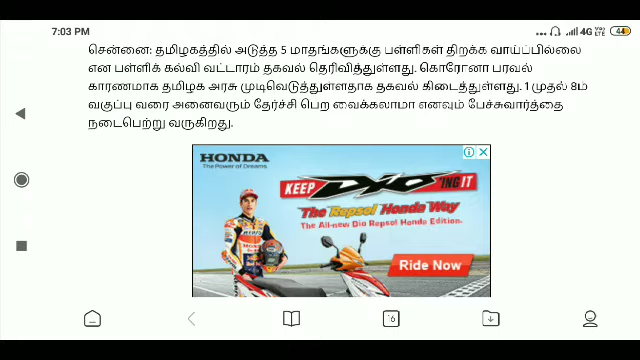 7:03 PM
4G
44
சென்னை: தமிழகத்தில் அடுத்த 5 மாதங்களுக்கு பள்ளிகள் திறக்க வாய்ப்பில்லை
என பள்ளிக் கல்வி வட்டாரம் தகவல் தெரிவித்துள்ளது. கொரோனா பரவல்
காரணமாக தமிழக அரசு முடிவெடுத்துள்ளதாக தகவல் கிடைத்துள்ளது. 1 முதல் 8ம்
வகுப்பு வரை அனைவரும் தேர்ச்சி பெற வைக்கலாமா எனவும் பேச்சுவார்த்தை
நடைபெற்று வருகிறது.
HONDA
The Power of Dreams
KEEP DIO'ING IT
The Repsol Honda Way
The All-new Dio Repsol Honda Edition.
Ride Now